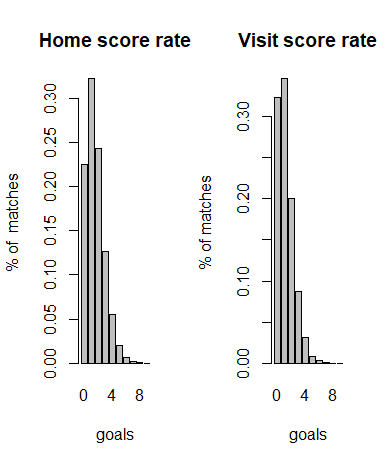 Home score rate
% of matches
0.00 0.05 0.10 0.15 0.20 0.25 0.30
0 4 8
goals
Visit score rate
% of matches
0.00 0.10 0.20 0.30
0 4 8
goals